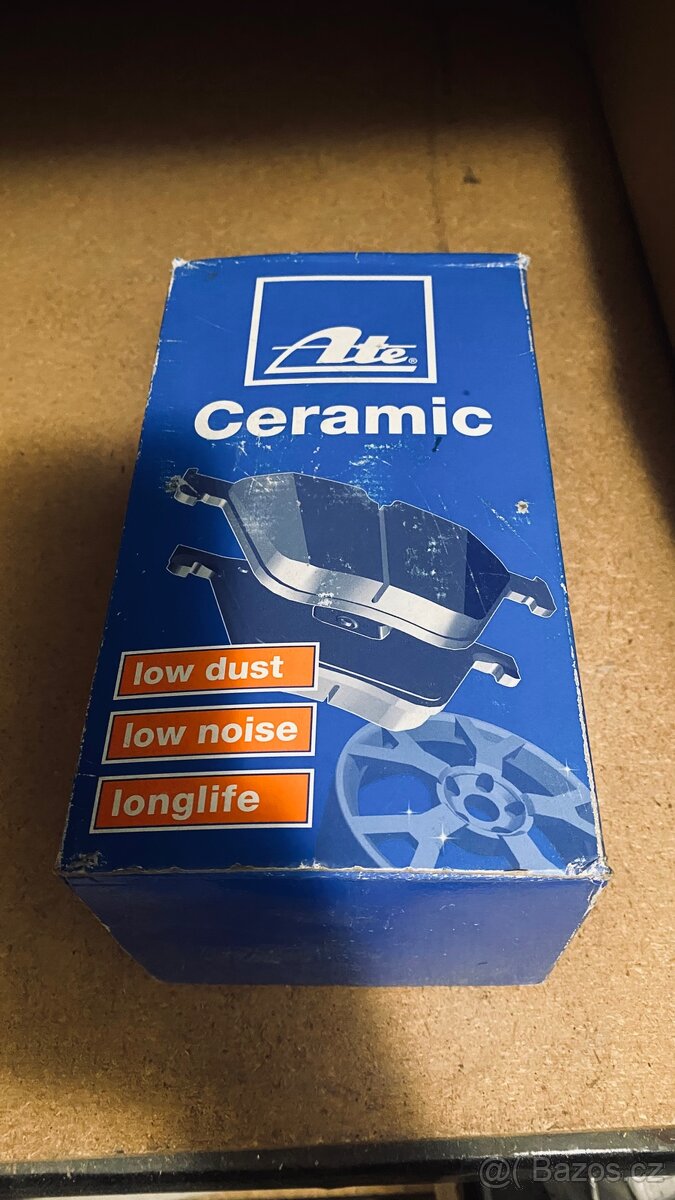 Ate®
Ceramic
low dust
low noise
longlife
@( Bazos.cz